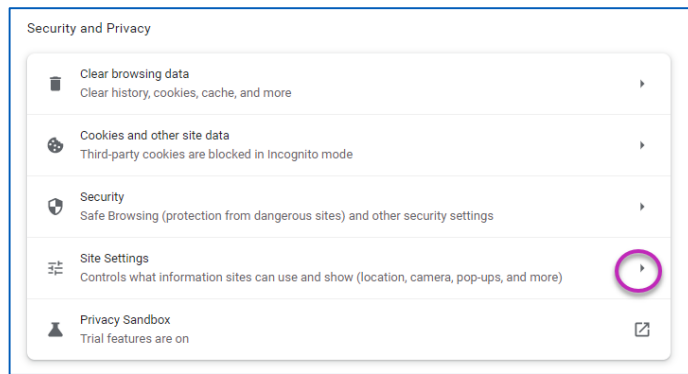 Security and Privacy
Clear browsing data
Clear history, cookies, cache, and more
Cookies and other site data
Third-party cookies are blocked in Incognito mode
Security
Safe Browsing (protection from dangerous sites) and other security settings
Site Settings
Controls what information sites can use and show (location, camera, pop-ups, and more)
Privacy Sandbox
Trial features are on